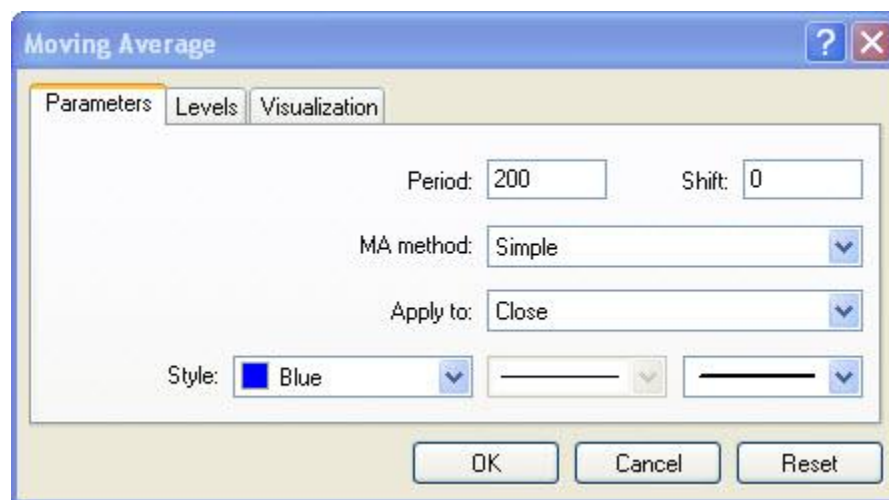 Moving Average
?
Parameters Levels Visualization
Period: 200 Shift: 0
MA method: Simple
Apply to: Close
Style: Blue
OK Cancel Reset